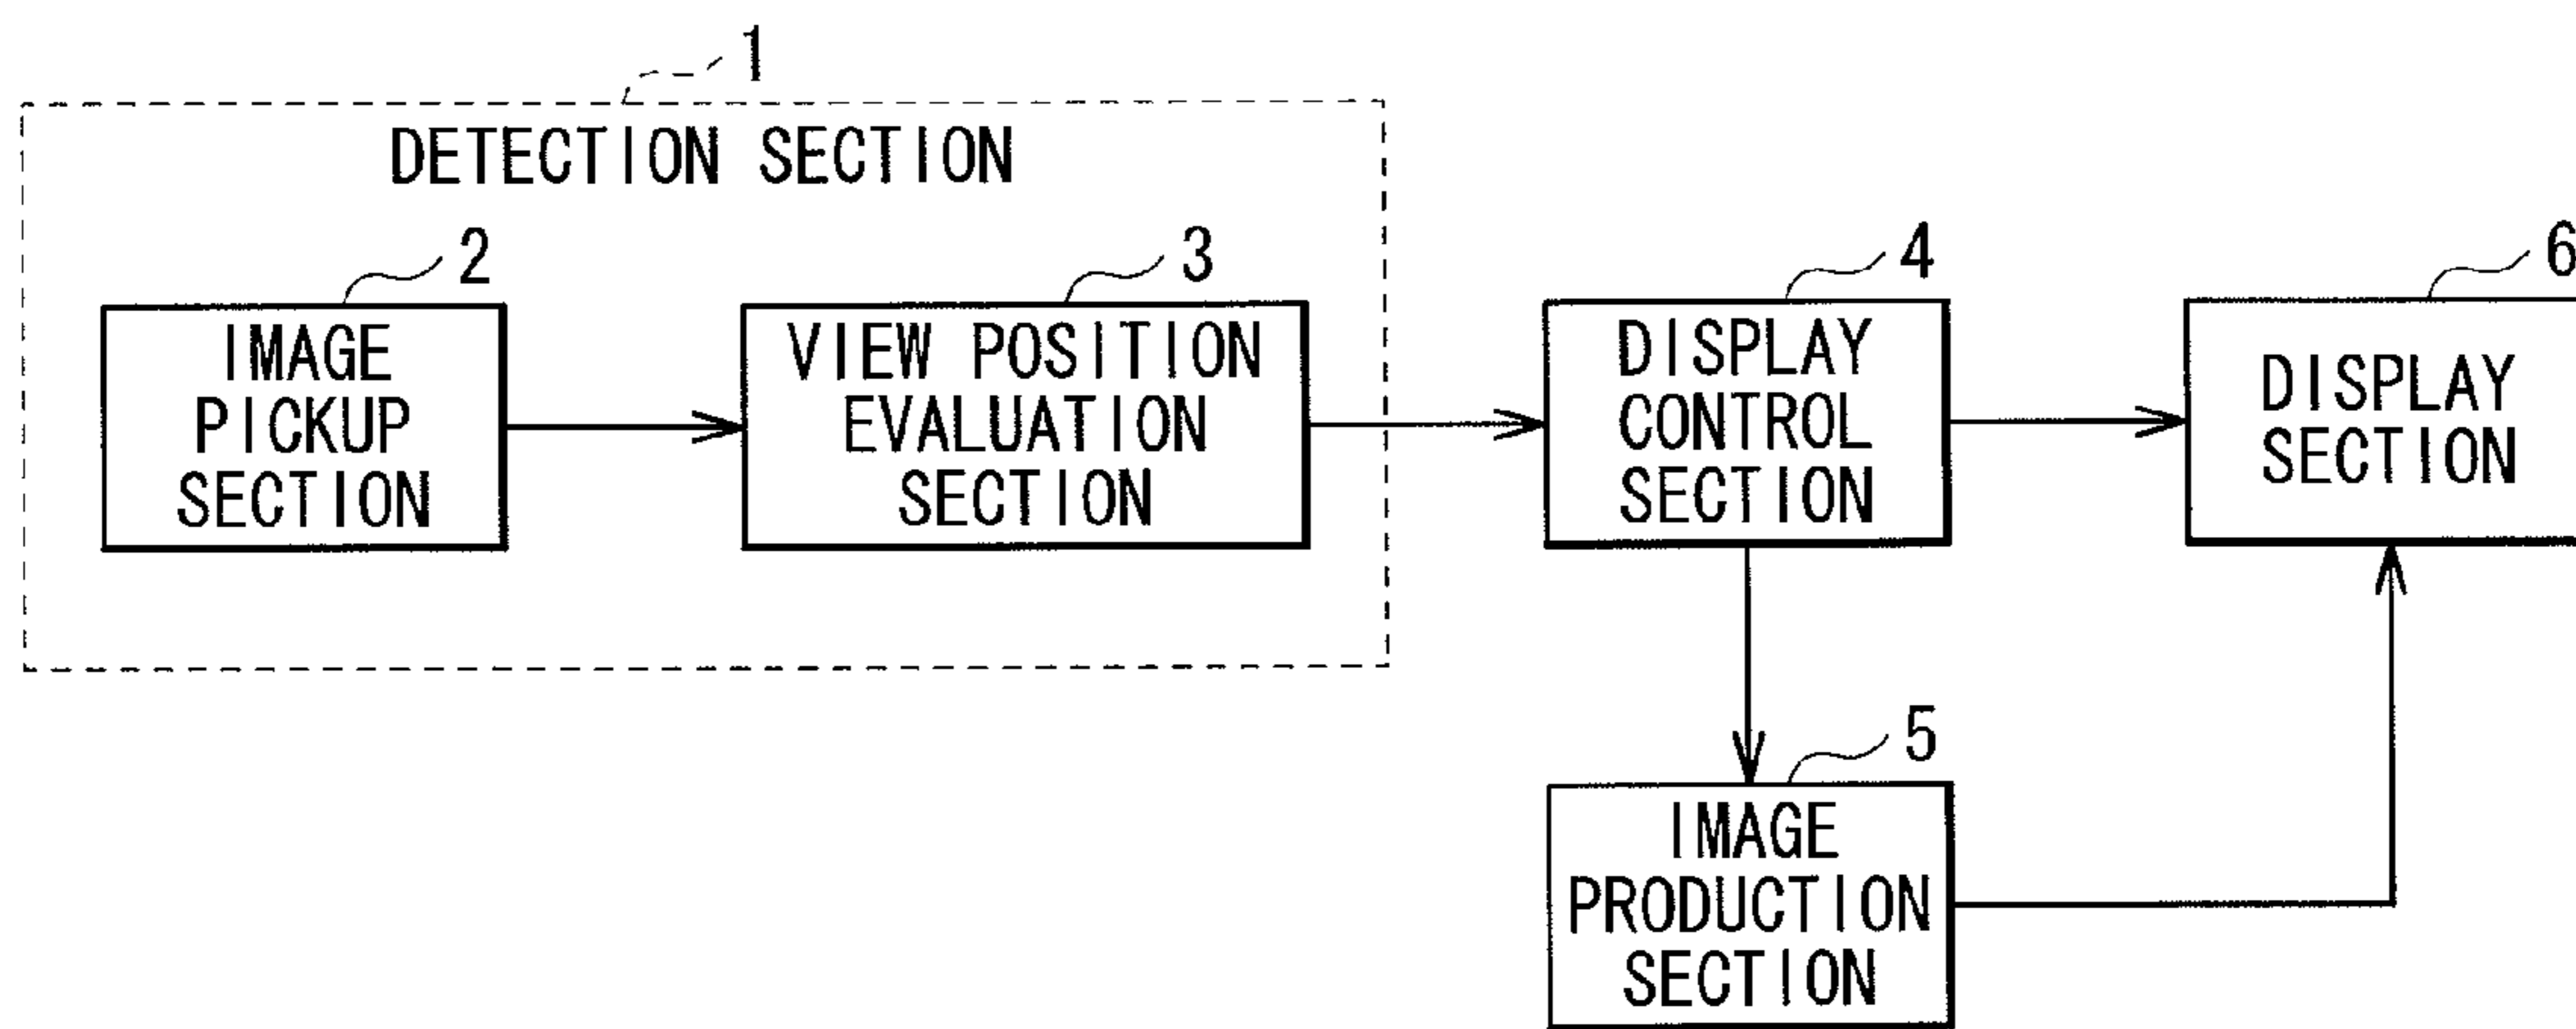 1
DETECTION SECTION
2
IMAGE
PICKUP
SECTION
3
VIEW POSITION
EVALUATION
SECTION
4
DISPLAY
CONTROL
SECTION
6
DISPLAY
SECTION
5
IMAGE
PRODUCTION
SECTION